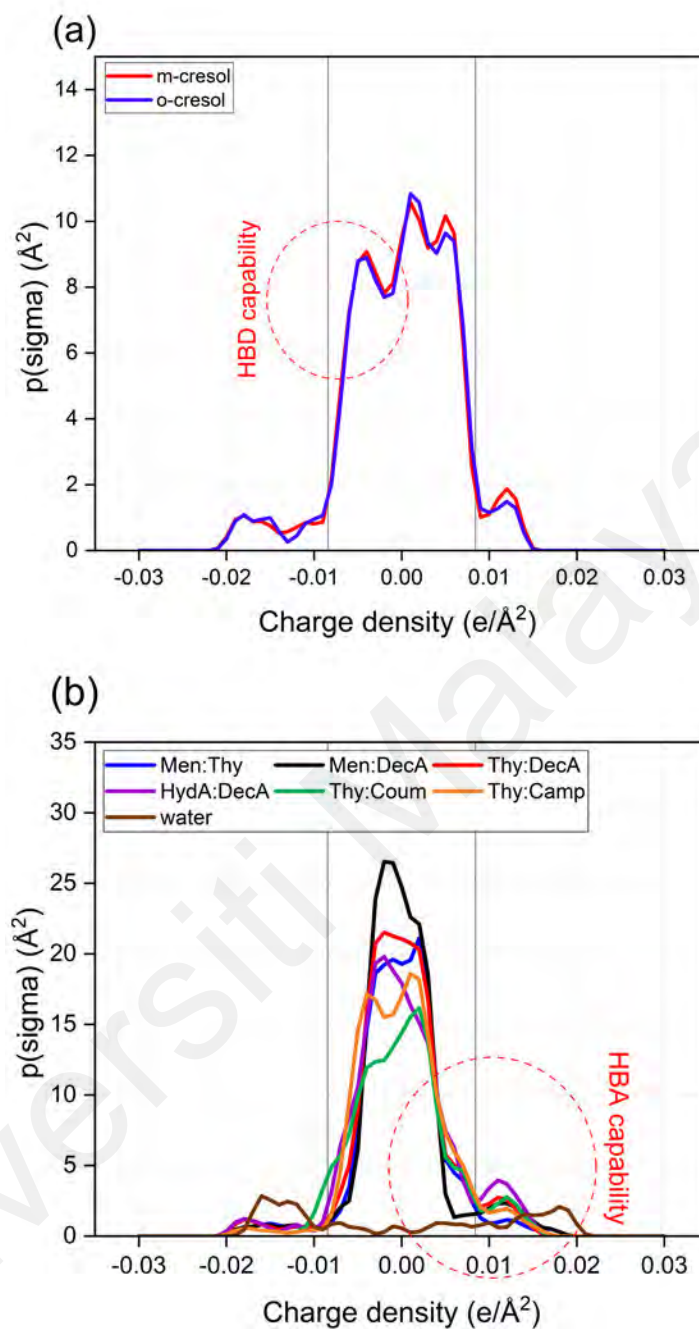 (a)
m-cresol
o-cresol
HBD capability
14
12
10
8
6
4
2
0
p(sigma) (Å²)
-0.03 -0.02 -0.01 0.00 0.01 0.02 0.03
Charge density (e/Å²)
(b)
35
30
25
20
15
10
5
0
p(sigma) (Å²)
Men:Thy Men:DecA Thy:DecA
HydA:DecA Thy:Coum Thy:Camp
water
HBA capability
-0.03 -0.02 -0.01 0.00 0.01 0.02 0.03
Charge density (e/Å²)
versiti Malaya